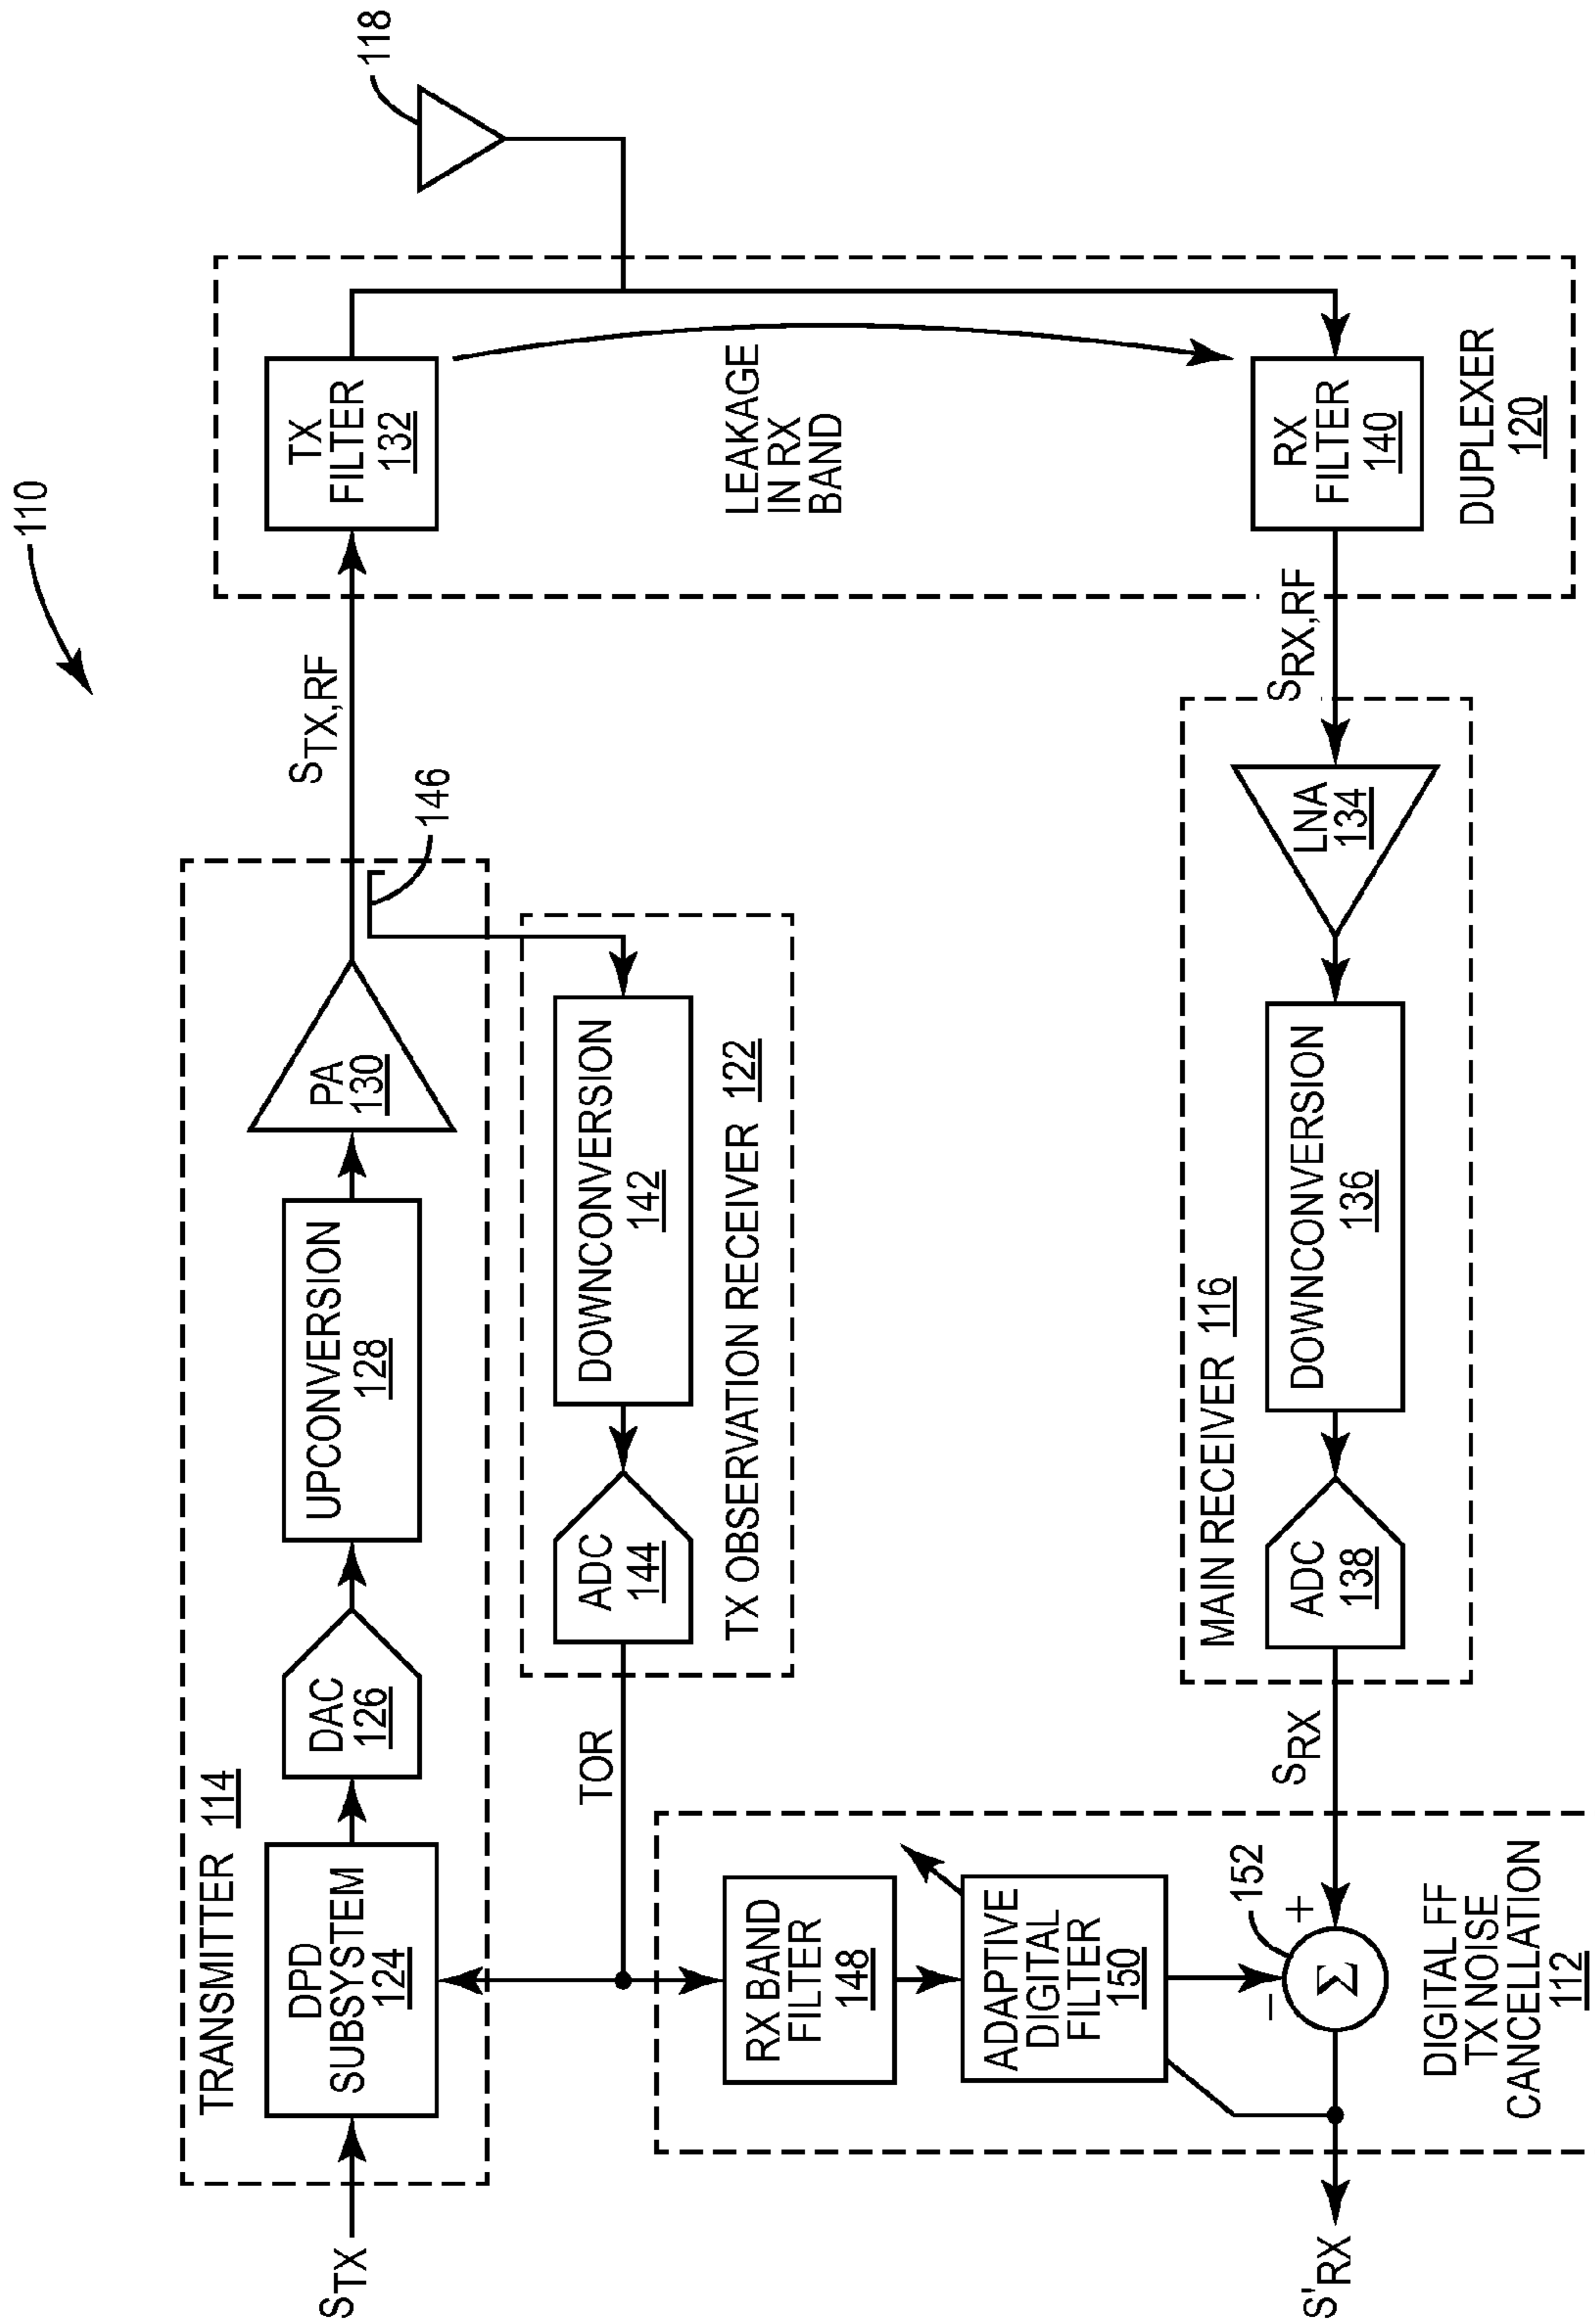 110
118
TRANSMITTER 114
STX
DPD
SUBSYSTEM
124
DAC
126
UPCONVERSION
128
PA
130
STX,RF
146
TX
FILTER
132
ADC
144
DOWNCONVERSION
142
TX OBSERVATION RECEIVER 122
TOR
LEAKAGE
IN RX
BAND
RX BAND
FILTER
148
ADAPTIVE
DIGITAL
FILTER
150
152
+
−
Σ
S'RX
DIGITAL FF
TX NOISE
CANCELLATION
112
SRX
MAIN RECEIVER 116
ADC
138
DOWNCONVERSION
136
LNA
134
SRX,RF
RX
FILTER
140
DUPLEXER
120